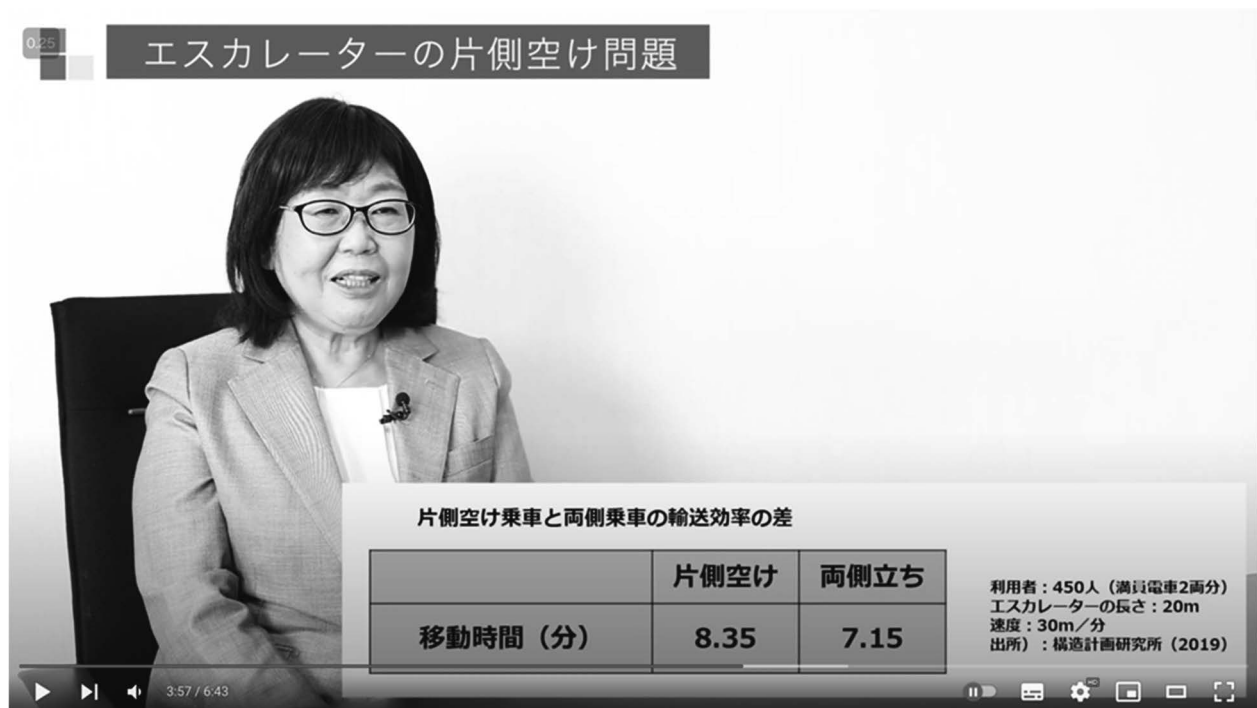 0.25
エスカレーターの片側空け問題
片側空け乗車と両側乗車の輸送効率の差
片側空け 両側立ち
移動時間（分） 8.35 7.15
利用者：450人（満員電車2両分）
エスカレーターの長さ：20m
速度：30m／分
出所）：構造計画研究所（2019）
3:57 / 6:43
HD